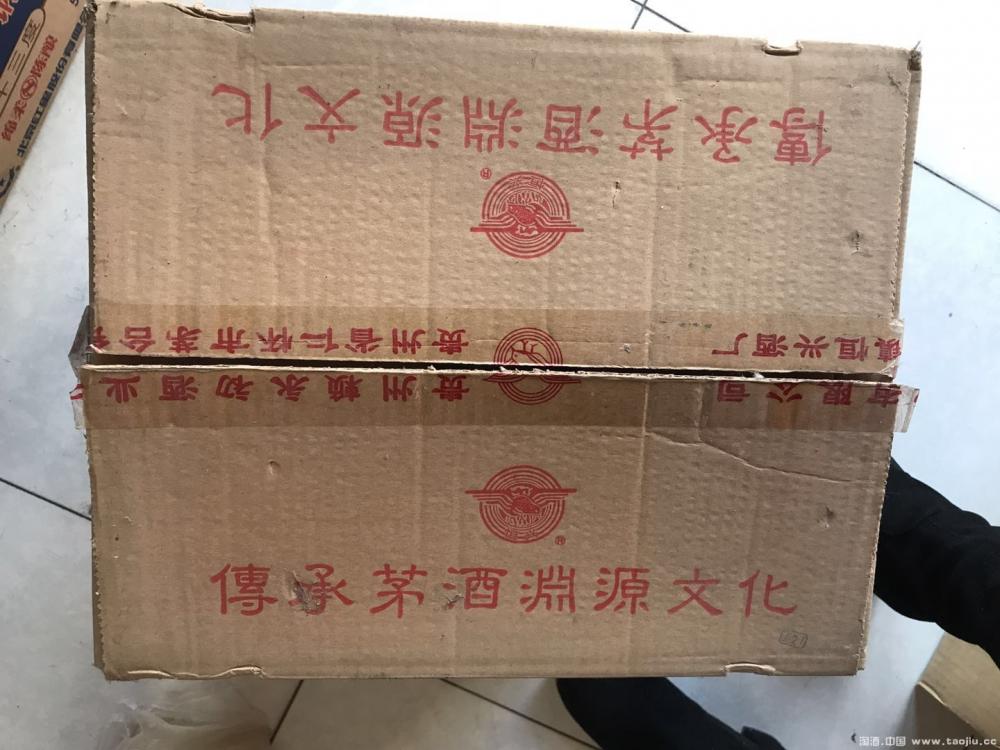 傳承茅酒淵源文化
®
镇恒兴酒厂 贵州省仁怀市茅台
有限公司 贵州赖永初酒业
®
傳承茅酒淵源文化
淘酒.中国 www.taojiu.cc